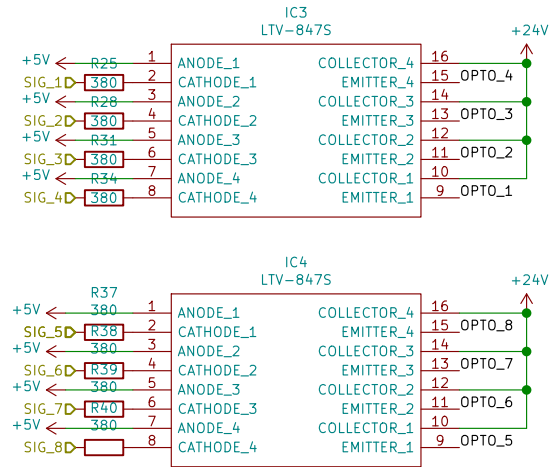 IC3
LTV-847S
+24V
+5V R25 1 ANODE_1 COLLECTOR_4 16
SIG_1 380 2 CATHODE_1 EMITTER_4 15 OPTO_4
+5V R28 3 ANODE_2 COLLECTOR_3 14
SIG_2 380 4 CATHODE_2 EMITTER_3 13 OPTO_3
+5V R31 5 ANODE_3 COLLECTOR_2 12
SIG_3 380 6 CATHODE_3 EMITTER_2 11 OPTO_2
+5V R34 7 ANODE_4 COLLECTOR_1 10
SIG_4 380 8 CATHODE_4 EMITTER_1 9 OPTO_1
IC4
LTV-847S
+24V
R37
+5V 380 1 ANODE_1 COLLECTOR_4 16
SIG_5 R38 2 CATHODE_1 EMITTER_4 15 OPTO_8
+5V 380 3 ANODE_2 COLLECTOR_3 14
SIG_6 R39 4 CATHODE_2 EMITTER_3 13 OPTO_7
+5V 380 5 ANODE_3 COLLECTOR_2 12
SIG_7 R40 6 CATHODE_3 EMITTER_2 11 OPTO_6
+5V 380 7 ANODE_4 COLLECTOR_1 10
SIG_8 8 CATHODE_4 EMITTER_1 9 OPTO_5